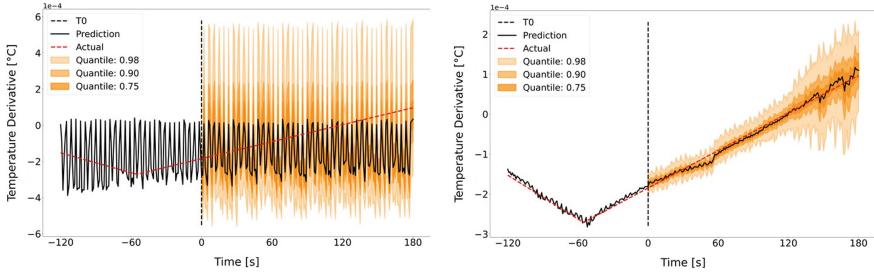 1e−4
T0
Prediction
Actual
Quantile: 0.98
Quantile: 0.90
Quantile: 0.75
Temperature Derivative [°C]
6
4
2
0
−2
−4
−6
−120
−60
0
60
120
180
Time [s]
1e−4
T0
Prediction
Actual
Quantile: 0.98
Quantile: 0.90
Quantile: 0.75
Temperature Derivative [°C]
2
1
0
−1
−2
−3
−120
−60
0
60
120
180
Time [s]